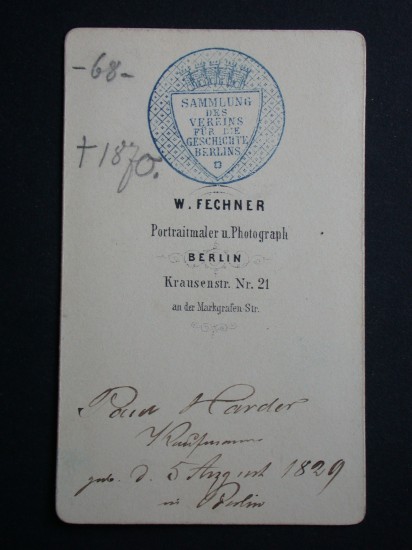 -68-
† 1870.
SAMMLUNG
DES
VEREINS
FÜR DIE
GESCHICHTE
BERLINS
W. FECHNER
Portraitmaler u. Photograph
BERLIN
Krausenstr. Nr. 21
an der Markgrafen-Str.
Paul Harder
Kaufmann
geb. d. 5 August 1829
in Berlin